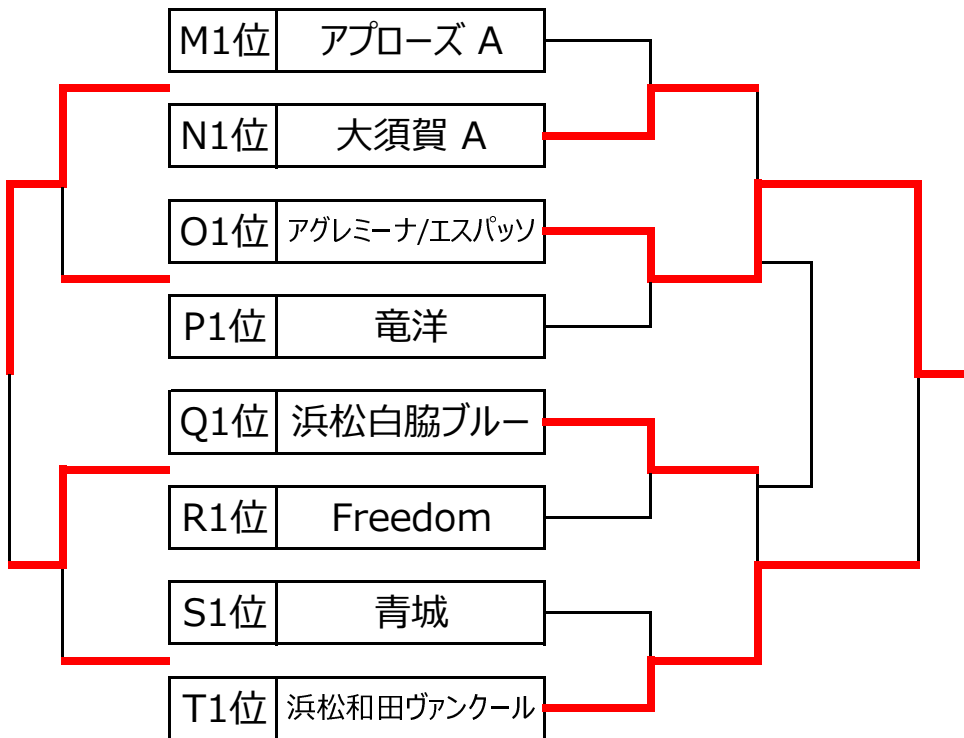 M1位 アプローズ A
N1位 大須賀 A
O1位 アグレミーナ/エスパッソ
P1位 竜洋
Q1位 浜松白脇ブルー
R1位 Freedom
S1位 青城
T1位 浜松和田ヴァンクール